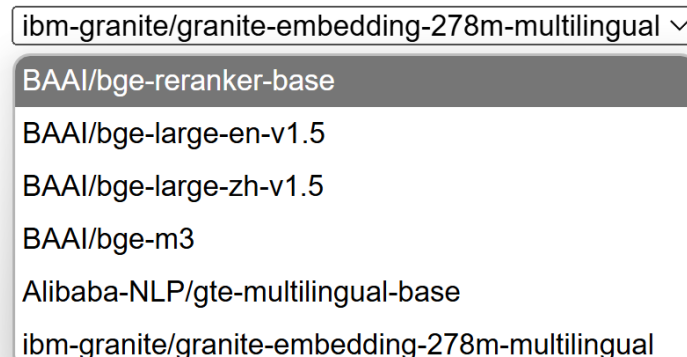 ibm-granite/granite-embedding-278m-multilingual
BAAI/bge-reranker-base
BAAI/bge-large-en-v1.5
BAAI/bge-large-zh-v1.5
BAAI/bge-m3
Alibaba-NLP/gte-multilingual-base
ibm-granite/granite-embedding-278m-multilingual